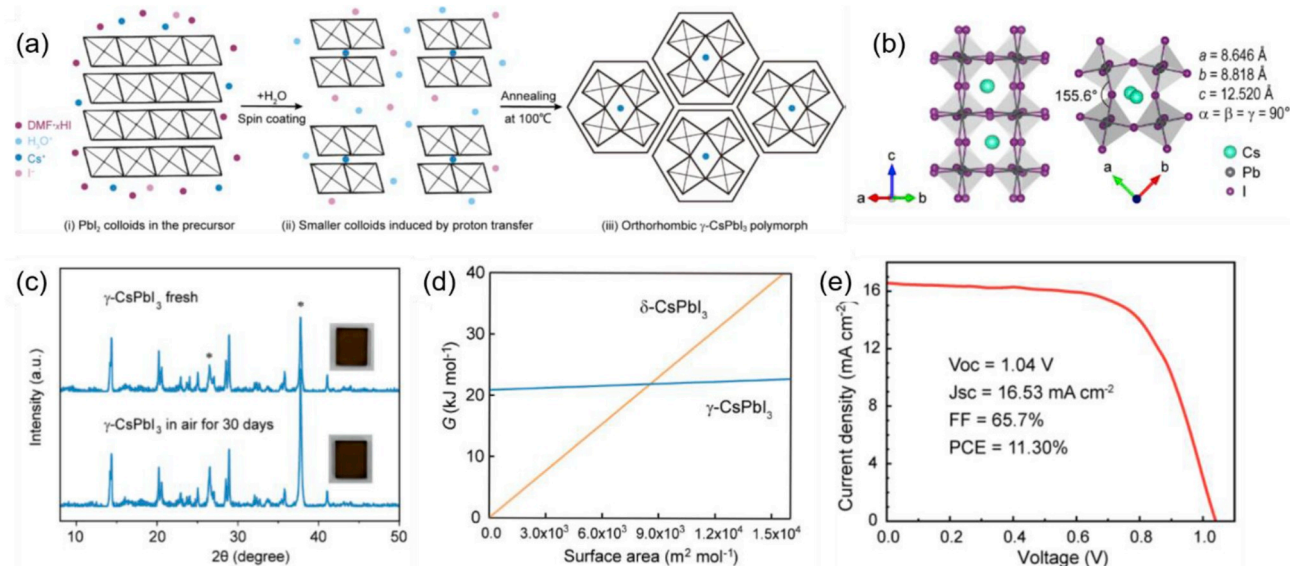 (a)
DMF·xHI
H₃O⁺
Cs⁺
I⁻
+H₂O
Spin coating
Annealing
at 100℃
(i) PbI₂ colloids in the precursor
(ii) Smaller colloids induced by proton transfer
(iii) Orthorhombic γ-CsPbI₃ polymorph
(b)
155.6°
a = 8.646 Å
b = 8.818 Å
c = 12.520 Å
α = β = γ = 90°
Cs
Pb
I
c
a
b
a
b
(c)
γ-CsPbI₃ fresh
*
*
γ-CsPbI₃ in air for 30 days
Intensity (a.u.)
10
20
30
40
50
2θ (degree)
(d)
G (kJ mol⁻¹)
40
30
20
10
0
δ-CsPbI₃
γ-CsPbI₃
0
3.0x10³
6.0x10³
9.0x10³
1.2x10⁴
1.5x10⁴
Surface area (m² mol⁻¹)
(e)
Current density (mA cm⁻²)
16
12
8
4
0
Voc = 1.04 V
Jsc = 16.53 mA cm⁻²
FF = 65.7%
PCE = 11.30%
0.0
0.2
0.4
0.6
0.8
1.0
Voltage (V)